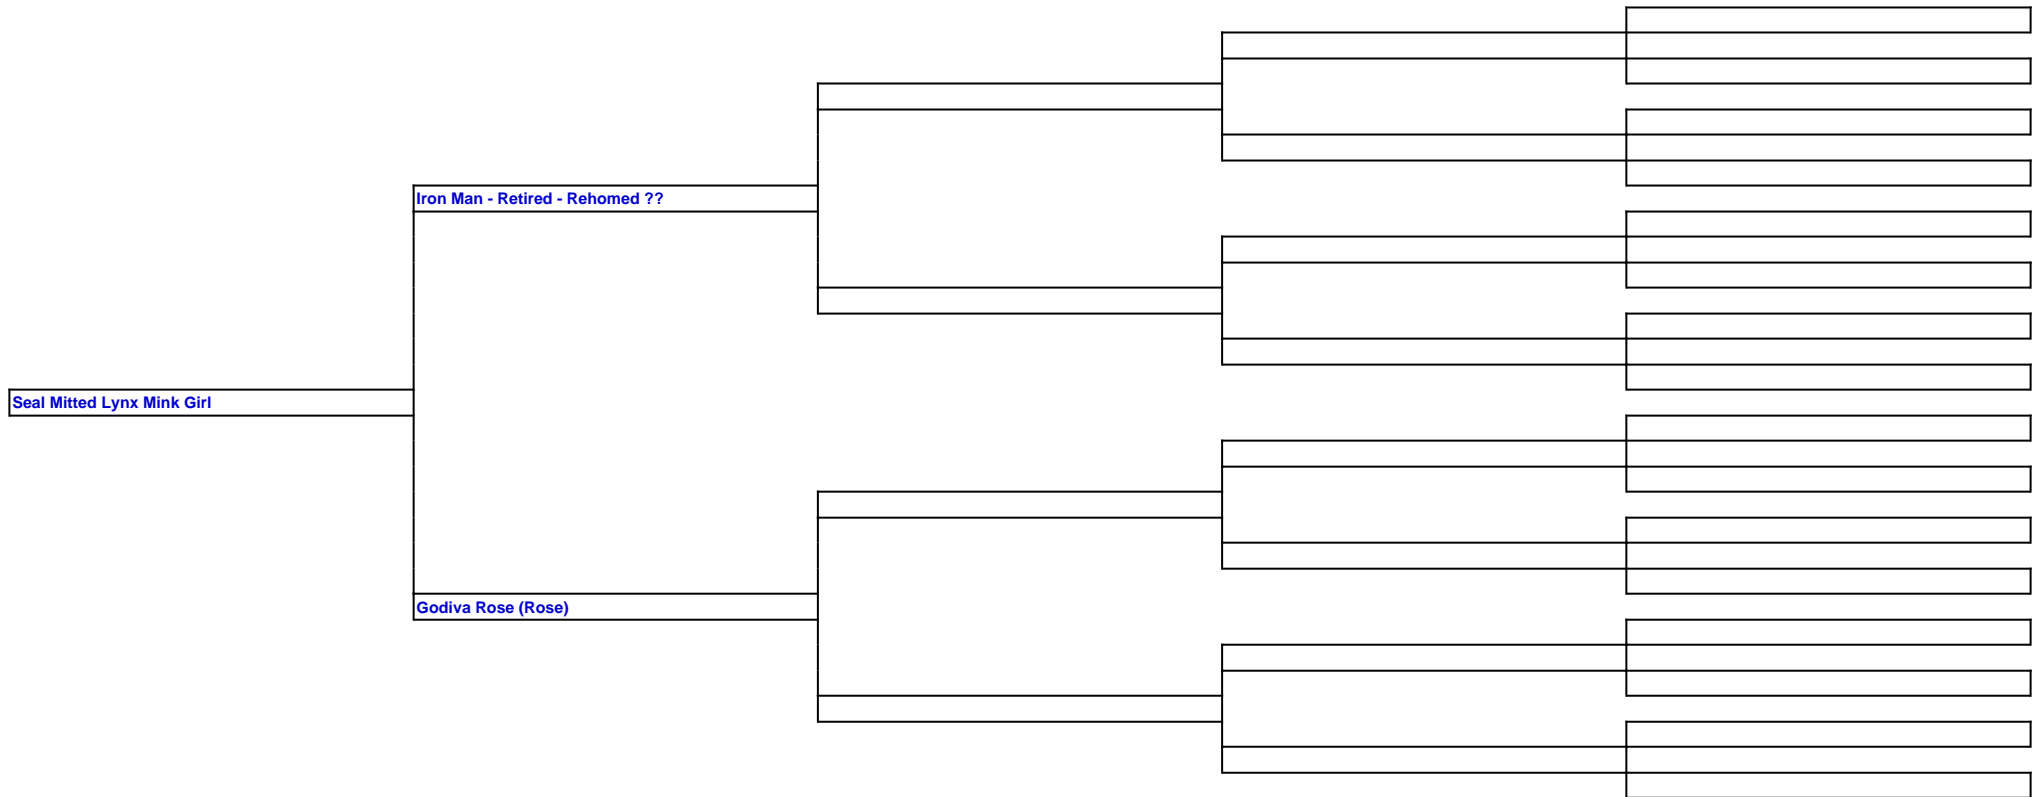 Iron Man - Retired - Rehomed ??
Seal Mitted Lynx Mink Girl
Godiva Rose (Rose)